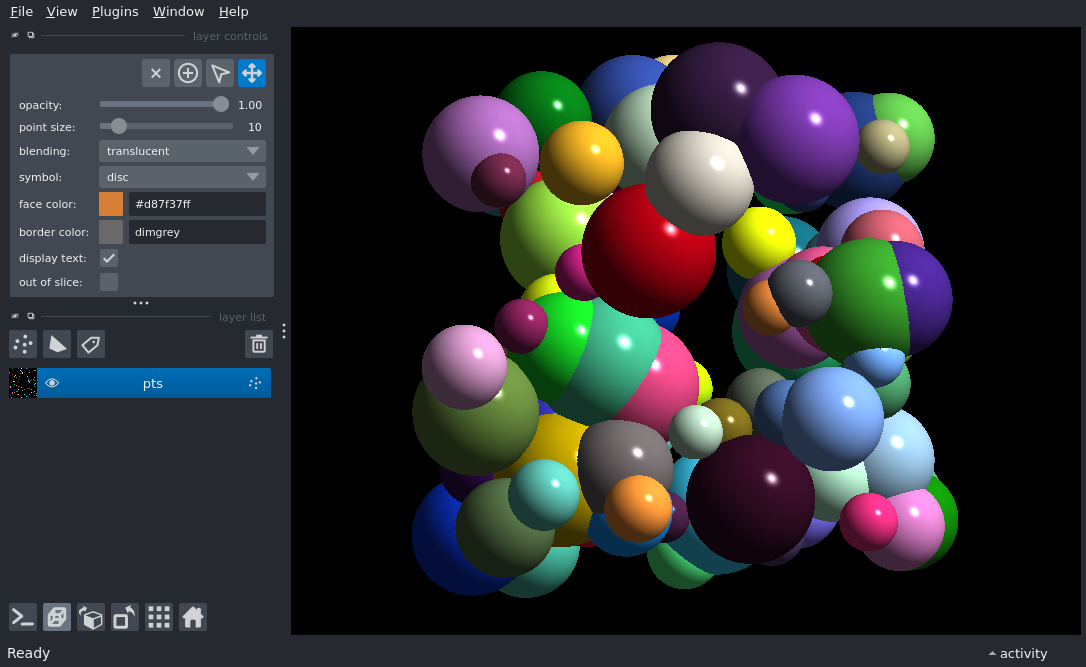 File View Plugins Window Help
layer controls
opacity: 1.00
point size: 10
blending: translucent
symbol: disc
face color: #d87f37ff
border color: dimgrey
display text:
out of slice:
layer list
pts
Ready
activity